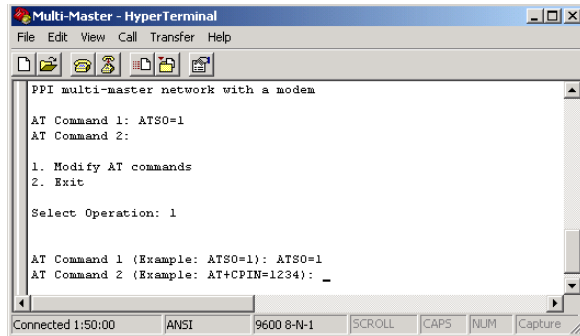 Multi-Master - HyperTerminal
File Edit View Call Transfer Help
PPI multi-master network with a modem
AT Command 1: ATS0=1
AT Command 2:
1. Modify AT commands
2. Exit
Select Operation: 1
AT Command 1 (Example: ATS0=1): ATS0=1
AT Command 2 (Example: AT+CPIN=1234): _
Connected 1:50:00 ANSI 9600 8-N-1 SCROLL CAPS NUM Capture